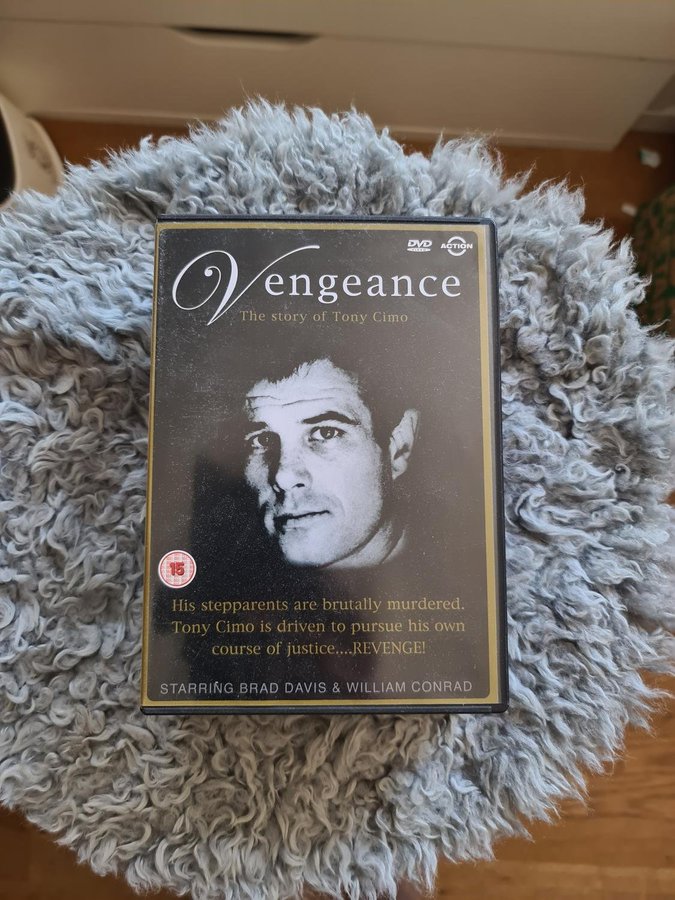 DVD VIDEO ACTION
Vengeance
The story of Tony Cimo
15
His stepparents are brutally murdered.
Tony Cimo is driven to pursue his own
course of justice....REVENGE!
STARRING BRAD DAVIS & WILLIAM CONRAD